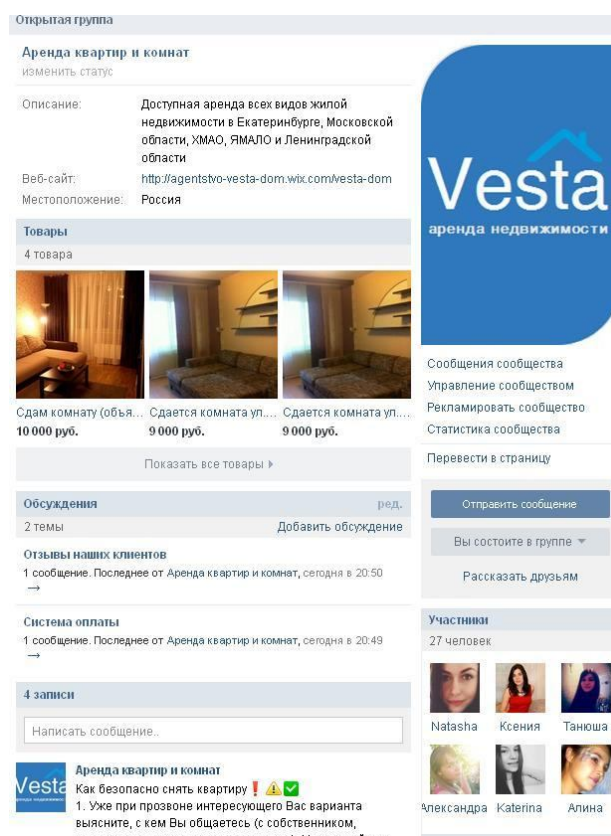 Открытая группа
Аренда квартир и комнат
изменить статус
Описание:
Доступная аренда всех видов жилой
недвижимости в Екатеринбурге, Московской
области, ХМАО, ЯМАЛО и Ленинградской
области
Веб-сайт:
http://agentstvo-vesta-dom.wix.com/vesta-dom
Местоположение:
Россия
Товары
4 товара
Сдам комнату (объя...
10 000 руб.
Сдается комната ул....
9 000 руб.
Сдается комната ул....
9 000 руб.
Показать все товары
Обсуждения
ред.
2 темы
Добавить обсуждение
Отзывы наших клиентов
1 сообщение. Последнее от Аренда квартир и комнат, сегодня в 20:50
→
Система оплаты
1 сообщение. Последнее от Аренда квартир и комнат, сегодня в 20:49
→
4 записи
Написать сообщение..
Vesta
Аренда квартир и комнат
Как безопасно снять квартиру❗⚠✅
1. Уже при прозвоне интересующего Вас варианта
выясните, с кем Вы общаетесь (с собственником,
Vesta
аренда недвижимости
Сообщения сообщества
Управление сообществом
Рекламировать сообщество
Статистика сообщества
Перевести в страницу
Отправить сообщение
Вы состоите в группе
Рассказать друзьям
Участники
27 человек
Natasha
Ксения
Танюша
Александра
Katerina
Алина